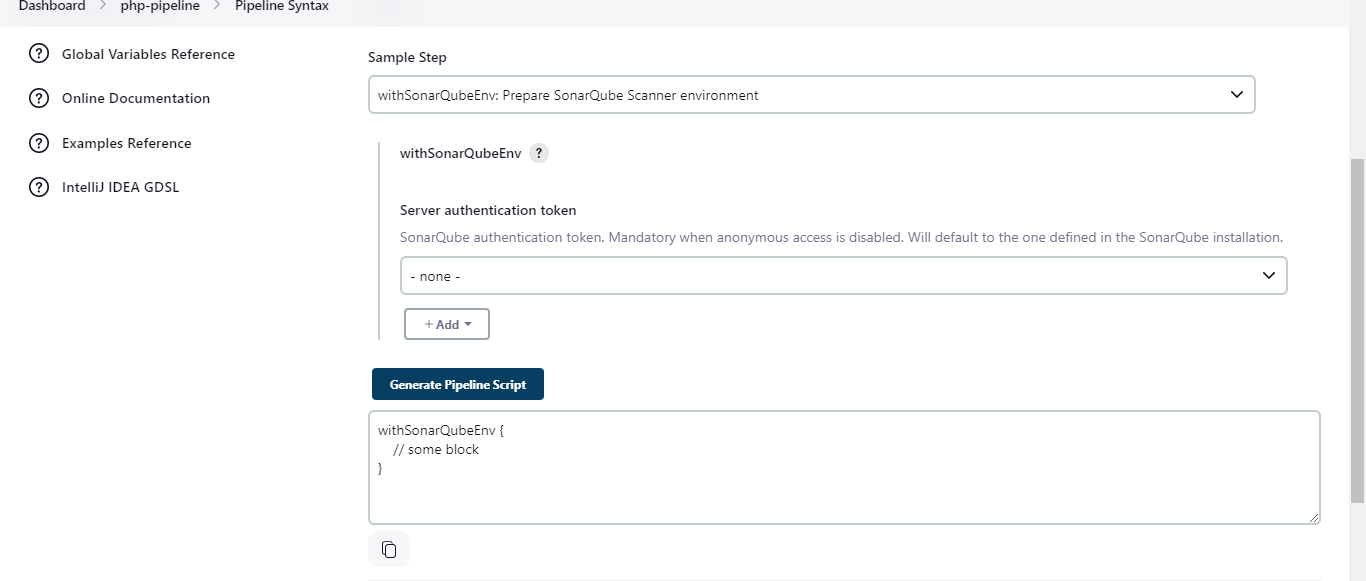 Dashboard > php-pipeline > Pipeline Syntax
Global Variables Reference
Online Documentation
Examples Reference
IntelliJ IDEA GDSL
Sample Step
withSonarQubeEnv: Prepare SonarQube Scanner environment
withSonarQubeEnv ?
Server authentication token
SonarQube authentication token. Mandatory when anonymous access is disabled. Will default to the one defined in the SonarQube installation.
- none -
+ Add
Generate Pipeline Script
withSonarQubeEnv {
    // some block
}